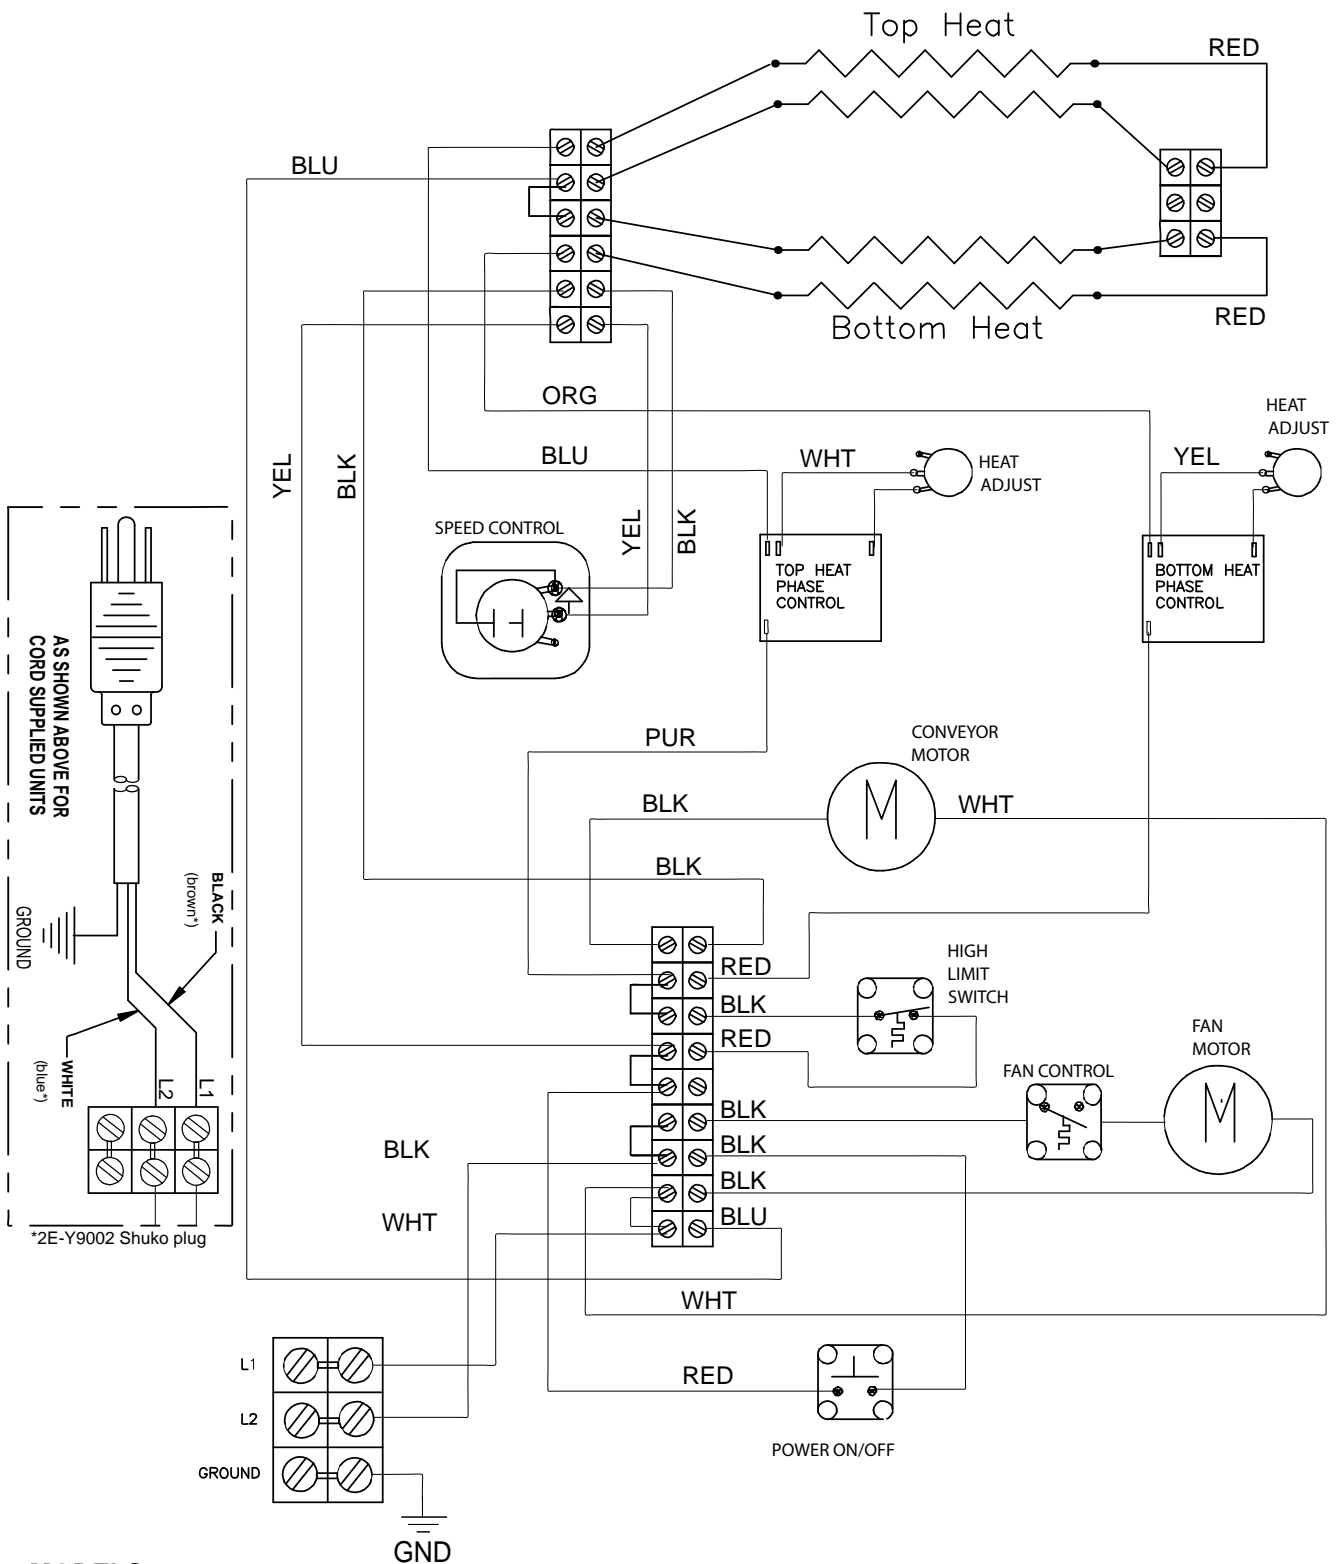 Top Heat
RED
BLU
RED
Bottom Heat
ORG
HEAT
ADJUST
BLU
WHT
HEAT
ADJUST
YEL
YEL
BLK
YEL
BLK
SPEED CONTROL
TOP HEAT
PHASE
CONTROL
BOTTOM HEAT
PHASE
CONTROL
AS SHOWN ABOVE FOR
CORD SUPPLIED UNITS
PUR
CONVEYOR
MOTOR
M
BLK
WHT
BLK
BLACK
(brown*)
GROUND
WHITE
(blue*)
L2
L1
*2E-Y9002 Shuko plug
RED
BLK
RED
HIGH
LIMIT
SWITCH
FAN
MOTOR
M
FAN CONTROL
BLK
BLK
BLK
BLK
WHT
BLU
WHT
L1
L2
GROUND
GND
RED
POWER ON/OFF